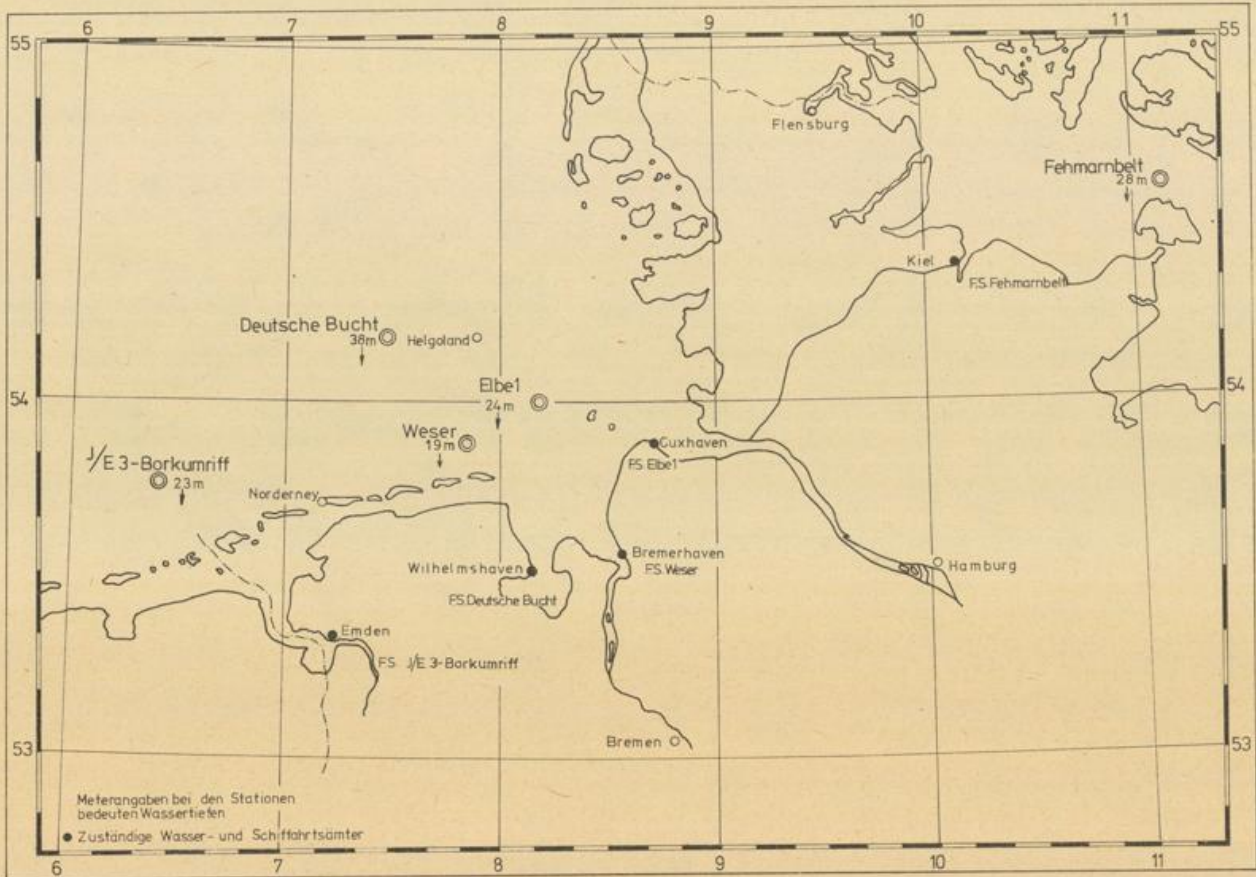 6 7 8 9 10 11
55 55
Flensburg
Fehmarnbelt
28 m
Kiel
F.S. Fehmarnbelt
Deutsche Bucht
38m
Helgoland
Elbe1
24 m
54 54
Weser
19 m
Cuxhaven
F.S. Elbe1
J/E 3-Borkumriff
23 m
Norderney
Bremerhaven
F.S. Weser
Wilhelmshaven
F.S. Deutsche Bucht
Hamburg
Emden
F.S. J/E 3-Borkumriff
Bremen
53 53
Meterangaben bei den Stationen
bedeuten Wassertiefen
● Zuständige Wasser- und Schiffahrtsämter
6 7 8 9 10 11